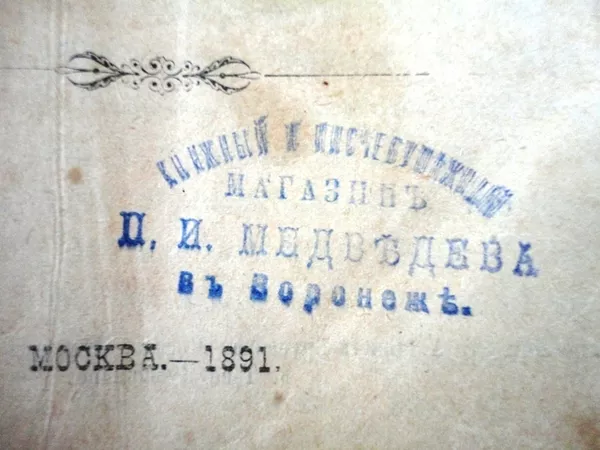 КНИЖНЫЙ И ПИСЧЕБУМАЖНЫЙ
МАГАЗИНЪ
П. И. МЕДВѢДЕВА
въ Воронежѣ.
МОСКВА.—1891.